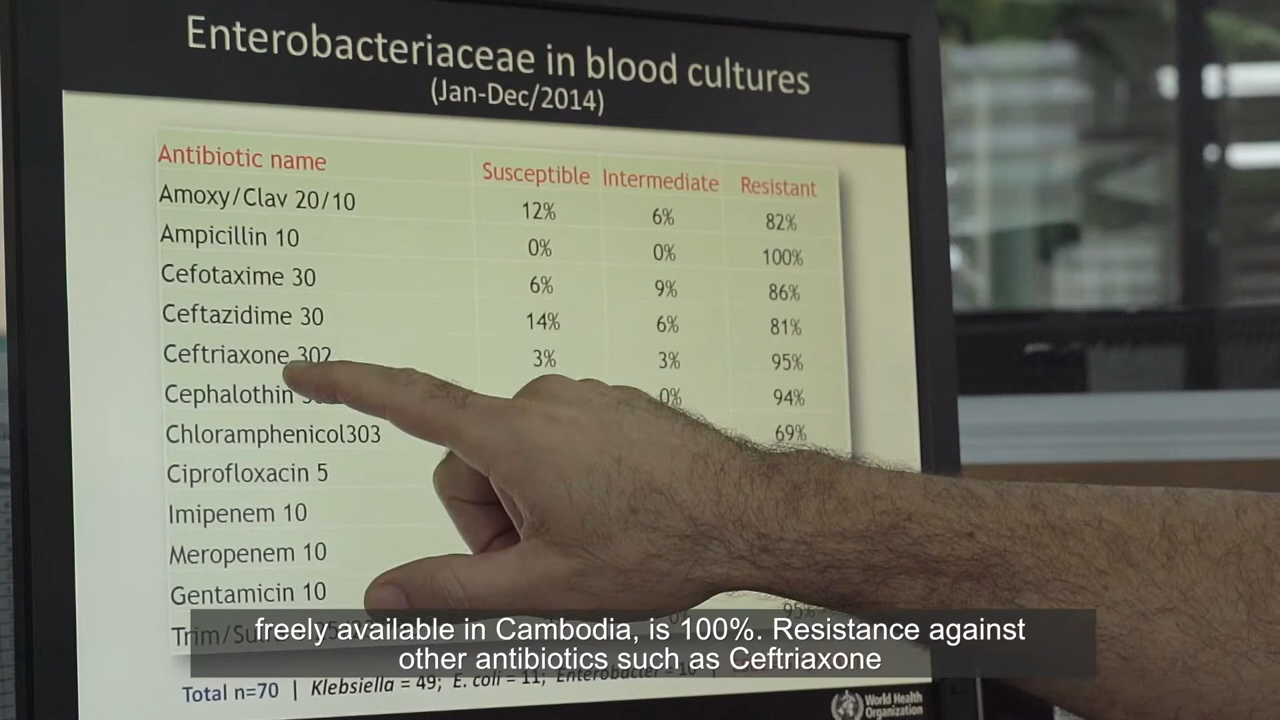 Enterobacteriaceae in blood cultures
(Jan-Dec/2014)
Antibiotic name Susceptible Intermediate Resistant
Amoxy/Clav 20/10 12% 6% 82%
Ampicillin 10 0% 0% 100%
Cefotaxime 30 6% 9% 86%
Ceftazidime 30 14% 6% 81%
Ceftriaxone 302 3% 3% 95%
Cephalothin 0% 94%
Chloramphenicol303 69%
Ciprofloxacin 5
Imipenem 10
Meropenem 10
Gentamicin 10
95%
freely available in Cambodia, is 100%. Resistance against
other antibiotics such as Ceftriaxone
Total n=70 | Klebsiella = 49; E. coli = 11; Enterobacter = 10 |
World Health
Organization